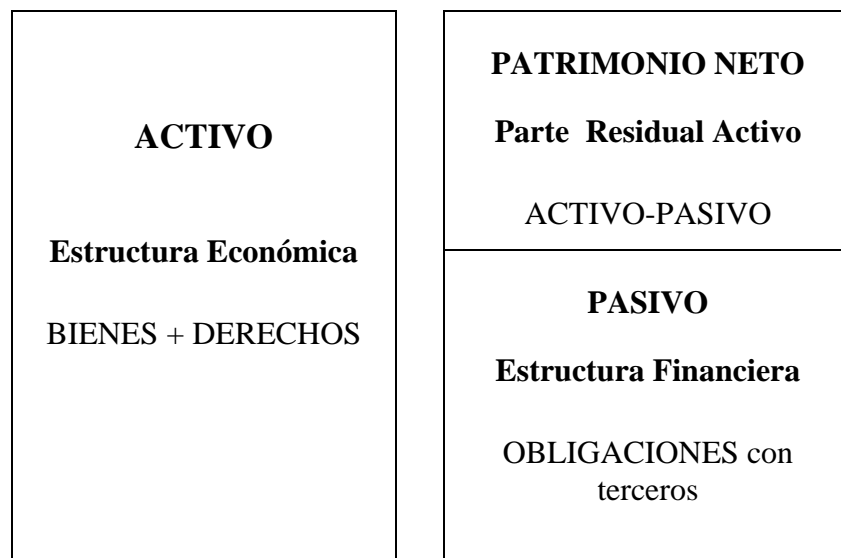 ACTIVO
Estructura Económica
BIENES + DERECHOS
PATRIMONIO NETO
Parte Residual Activo
ACTIVO-PASIVO
PASIVO
Estructura Financiera
OBLIGACIONES con
terceros